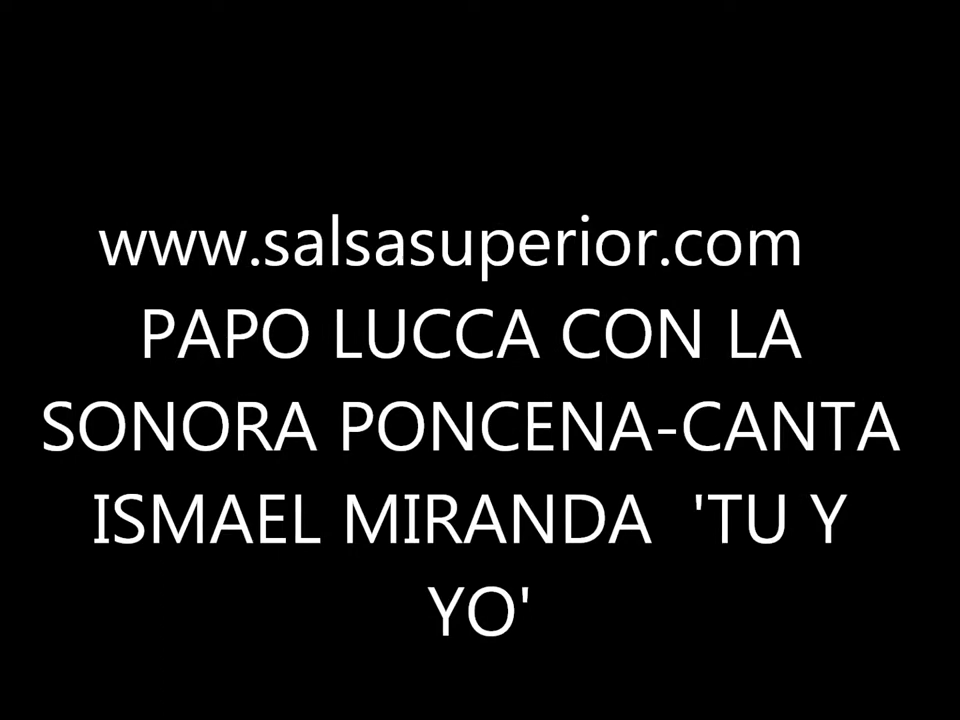 www.salsasuperior.com
PAPO LUCCA CON LA
SONORA PONCENA-CANTA
ISMAEL MIRANDA  'TU Y
YO'